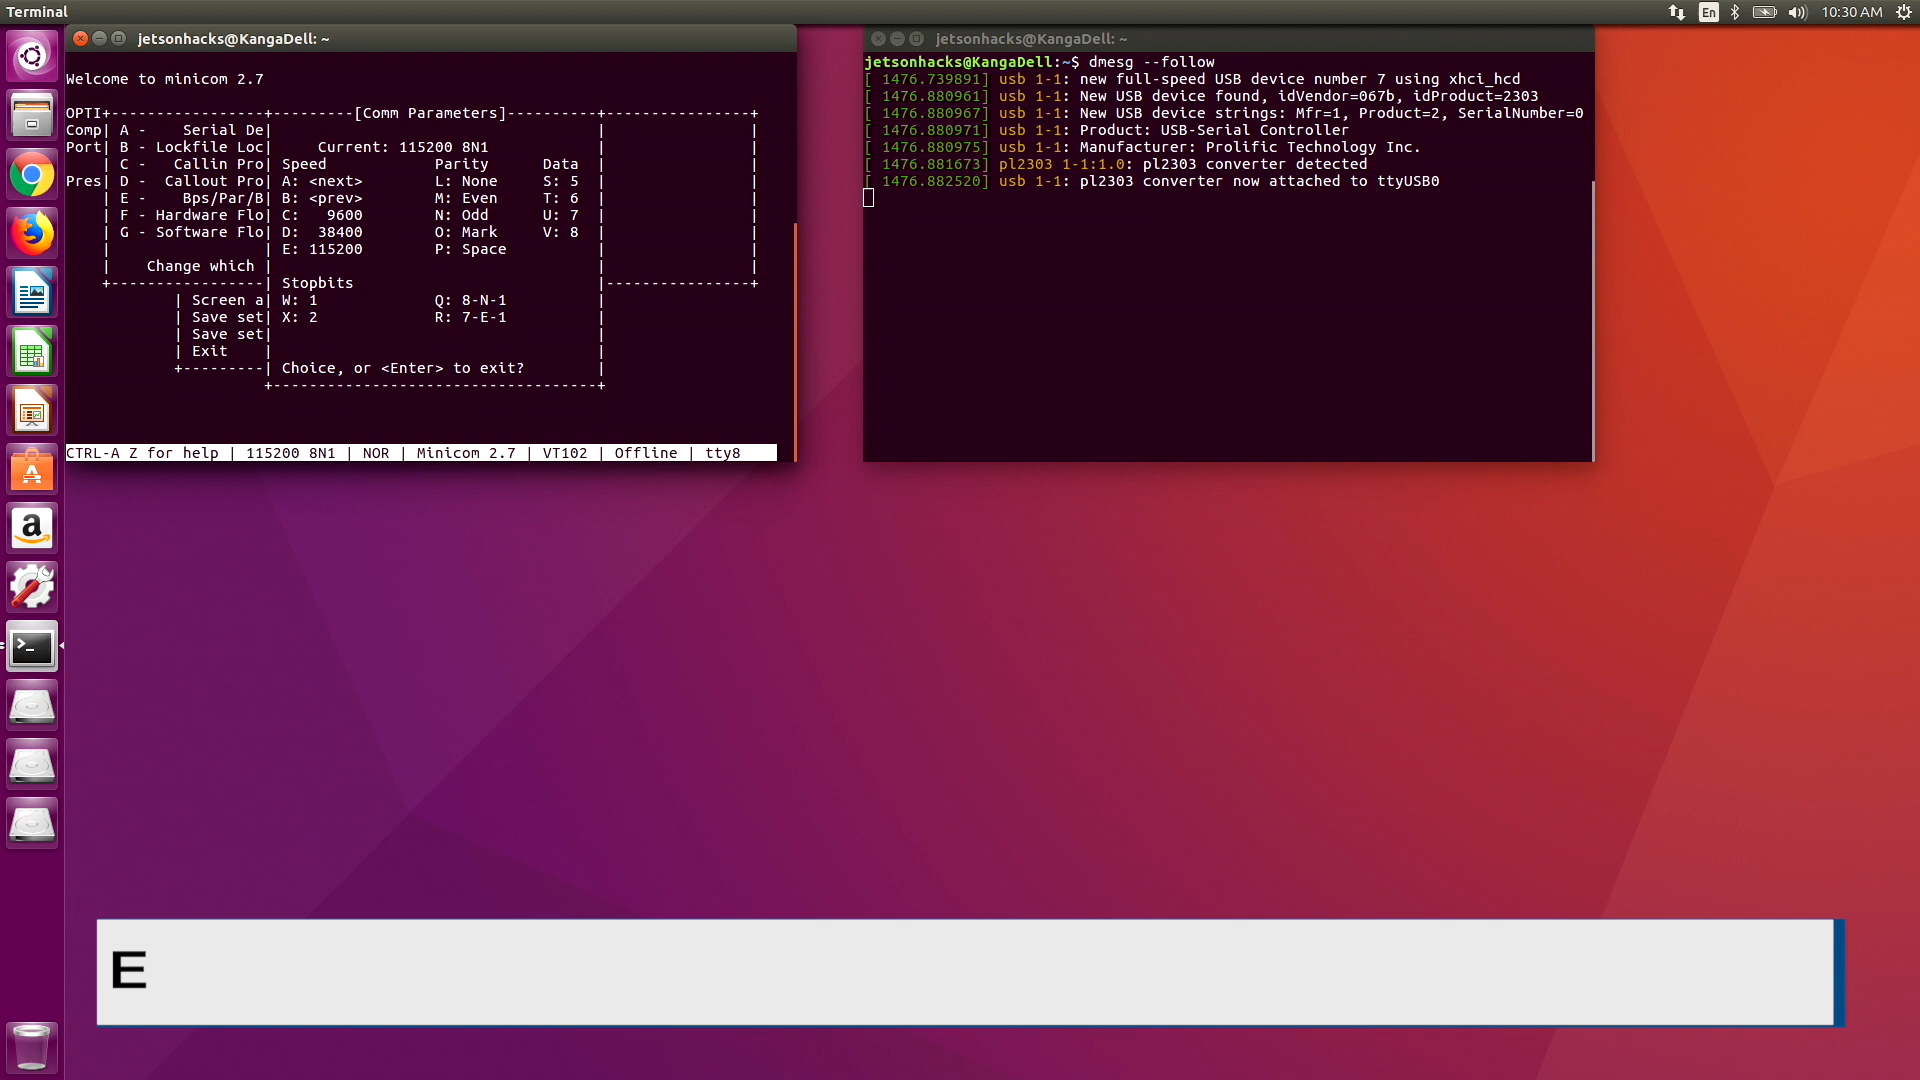 Terminal
En
10:30 AM
jetsonhacks@KangaDell: ~
Welcome to minicom 2.7
OPTI+-----------------+---------[Comm Parameters]----------+----------------+
Comp| A -    Serial De|                                    |                |
Port| B - Lockfile Loc|     Current: 115200 8N1            |                |
    | C -   Callin Pro| Speed            Parity      Data  |                |
Pres| D -  Callout Pro| A: <next>        L: None     S: 5  |                |
    | E -    Bps/Par/B| B: <prev>        M: Even     T: 6  |                |
    | F - Hardware Flo| C:   9600        N: Odd      U: 7  |                |
    | G - Software Flo| D:  38400        O: Mark     V: 8  |                |
    |                 | E: 115200        P: Space          |                |
    |    Change which |                                    |                |
    +-----------------| Stopbits                           |----------------+
            | Screen a| W: 1             Q: 8-N-1          |
            | Save set| X: 2             R: 7-E-1          |
            | Save set|                                    |
            | Exit    |                                    |
            +---------| Choice, or <Enter> to exit?        |
                      +------------------------------------+
CTRL-A Z for help | 115200 8N1 | NOR | Minicom 2.7 | VT102 | Offline | tty8
jetsonhacks@KangaDell: ~
jetsonhacks@KangaDell:~$ dmesg --follow
[ 1476.739891] usb 1-1: new full-speed USB device number 7 using xhci_hcd
[ 1476.880961] usb 1-1: New USB device found, idVendor=067b, idProduct=2303
[ 1476.880967] usb 1-1: New USB device strings: Mfr=1, Product=2, SerialNumber=0
[ 1476.880971] usb 1-1: Product: USB-Serial Controller
[ 1476.880975] usb 1-1: Manufacturer: Prolific Technology Inc.
[ 1476.881673] pl2303 1-1:1.0: pl2303 converter detected
[ 1476.882520] usb 1-1: pl2303 converter now attached to ttyUSB0
E